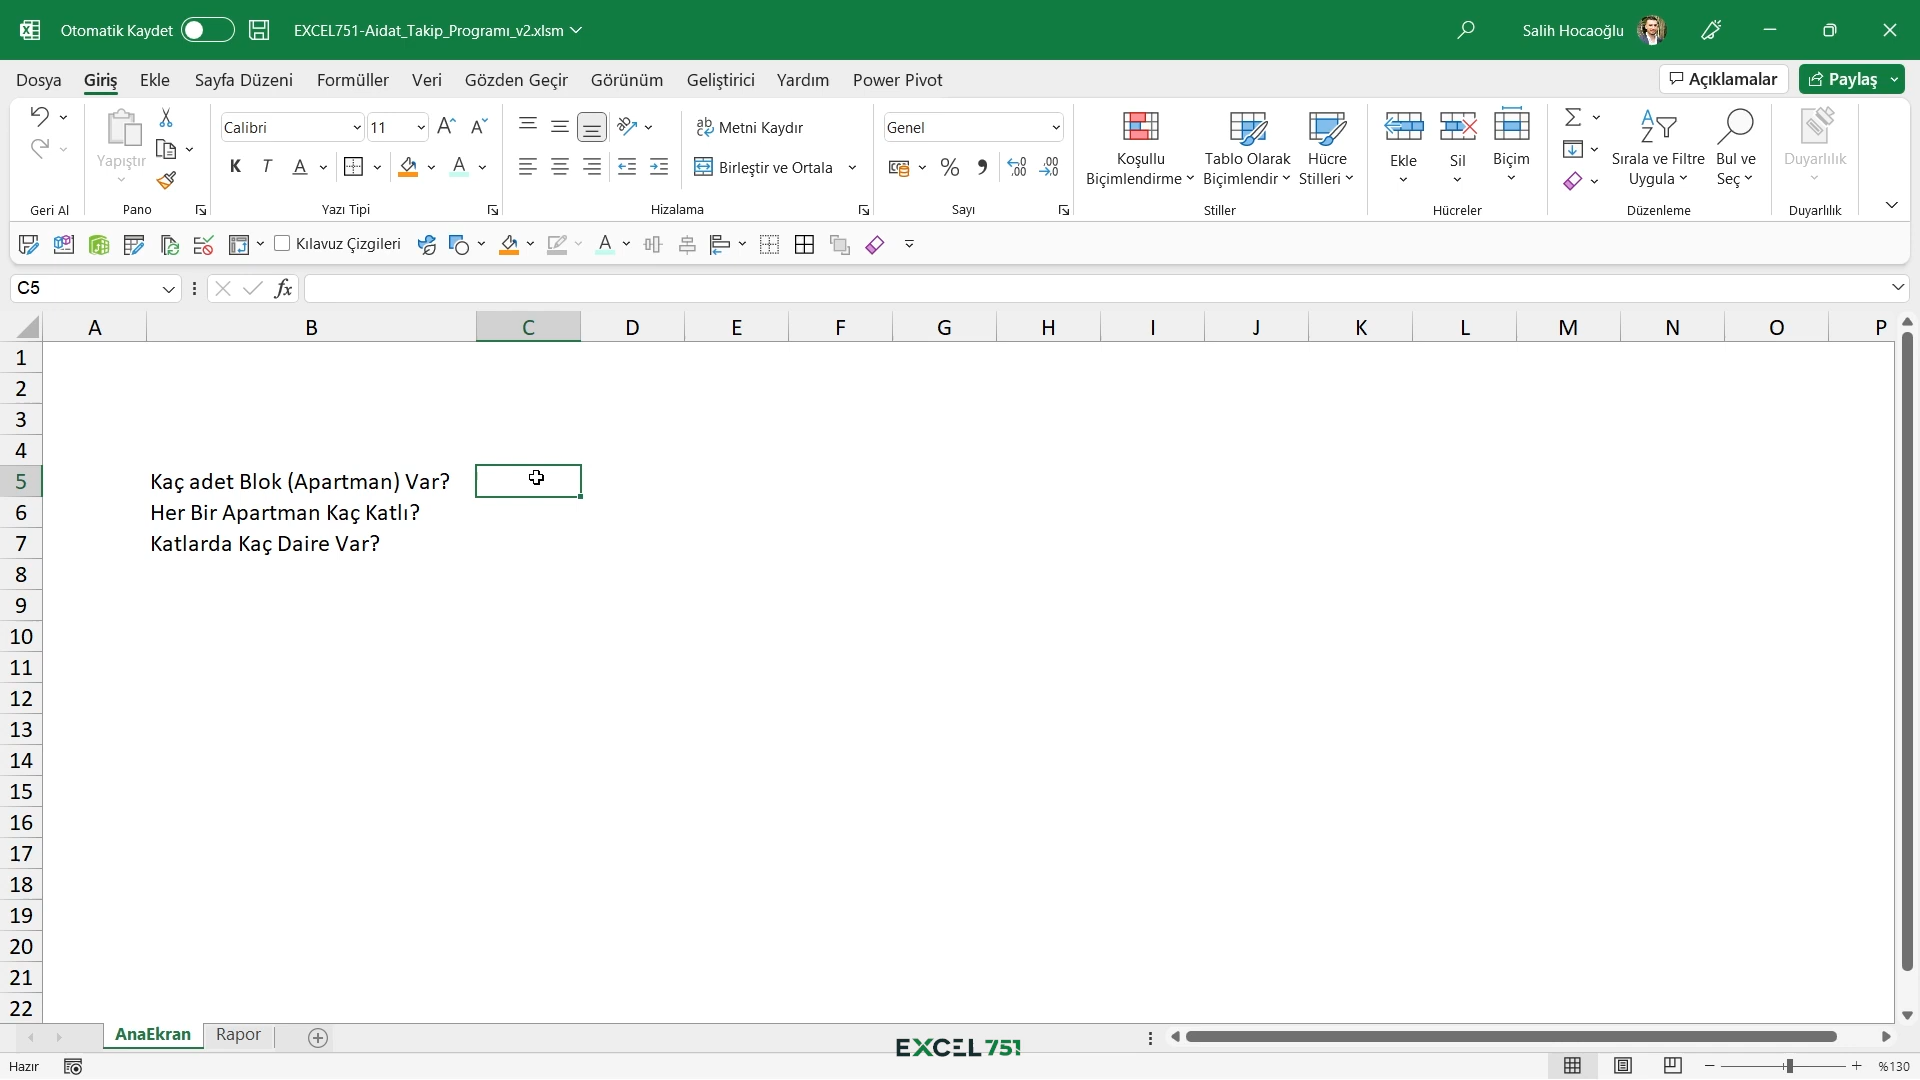 Otomatik Kaydet EXCEL751-Aidat_Takip_Programı_v2.xlsm Salih Hocaoğlu
Dosya Giriş Ekle Sayfa Düzeni Formüller Veri Gözden Geçir Görünüm Geliştirici Yardım Power Pivot Açıklamalar Paylaş
Calibri 11 Metni Kaydır Genel
Yapıştır K T A Birleştir ve Ortala % Koşullu Biçimlendirme Tablo Olarak Biçimlendir Hücre Stilleri Ekle Sil Biçim Sırala ve Filtre Uygula Bul ve Seç Duyarlılık
Geri Al Pano Yazı Tipi Hizalama Sayı Stiller Hücreler Düzenleme Duyarlılık
Kılavuz Çizgileri
C5 fx
A B C D E F G H I J K L M N O P
1
2
3
4
5 Kaç adet Blok (Apartman) Var?
6 Her Bir Apartman Kaç Katlı?
7 Katlarda Kaç Daire Var?
8
9
10
11
12
13
14
15
16
17
18
19
20
21
22
AnaEkran Rapor
EXCEL 751
Hazır %130